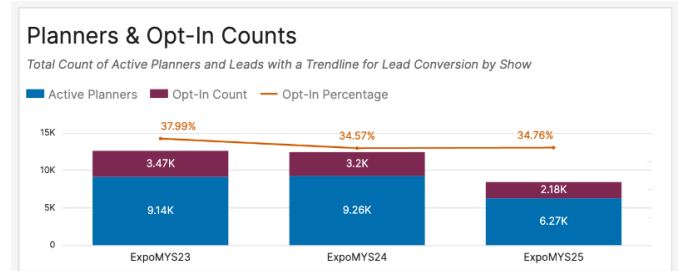 Planners & Opt-In Counts
Total Count of Active Planners and Leads with a Trendline for Lead Conversion by Show
Active Planners Opt-In Count Opt-In Percentage
37.99% 34.57% 34.76%
15K
3.47K 3.2K
10K
2.18K
9.14K 9.26K 6.27K
5K
0
ExpoMYS23 ExpoMYS24 ExpoMYS25